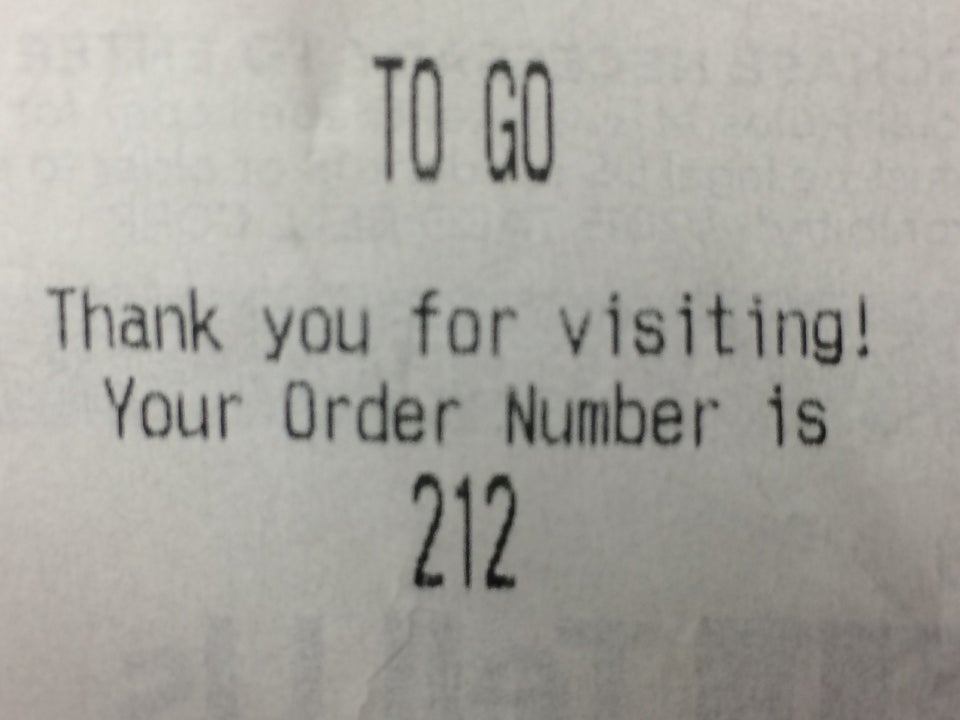 TO GO
Thank you for visiting!
Your Order Number is
212